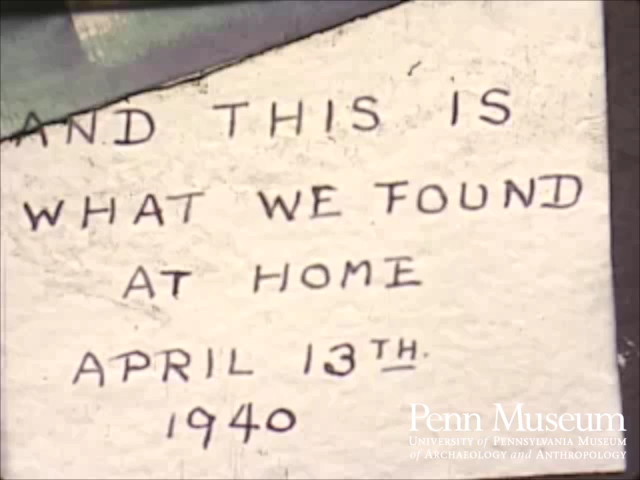 AND THIS IS
WHAT WE FOUND
AT HOME
APRIL 13TH.
1940
Penn Museum
UNIVERSITY of PENNSYLVANIA MUSEUM
of ARCHAEOLOGY and ANTHROPOLOGY